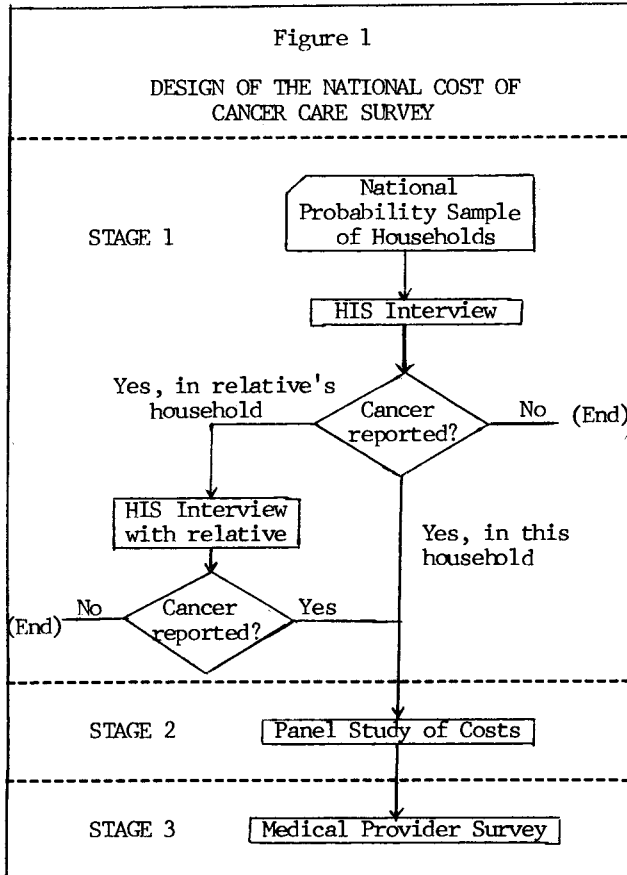 Figure 1
DESIGN OF THE NATIONAL COST OF
CANCER CARE SURVEY
STAGE 1
National
Probability Sample
of Households
HIS Interview
Yes, in relative's
household
Cancer
reported?
No
(End)
HIS Interview
with relative
Yes, in this
household
(End)
No
Cancer
reported?
Yes
STAGE 2
Panel Study of Costs
STAGE 3
Medical Provider Survey